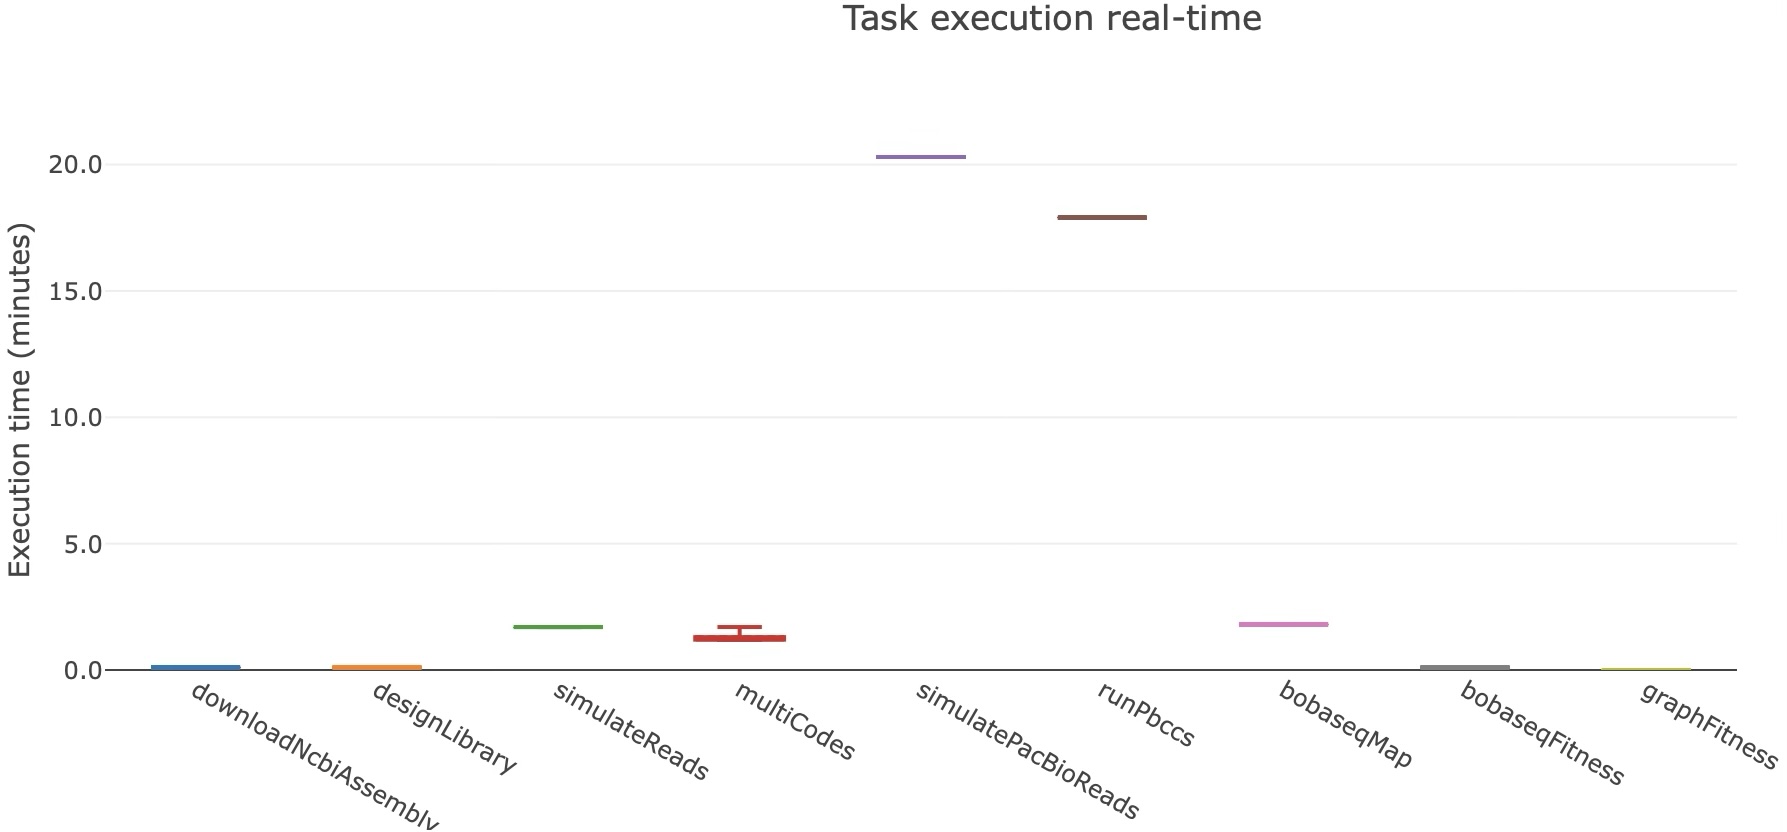 Task execution real-time
Execution time (minutes)
20.0
15.0
10.0
5.0
0.0
downloadNcbiAssembly
designLibrary
simulateReads
multiCodes
simulatePacBioReads
runPbccs
bobaseqMap
bobaseqFitness
graphFitness